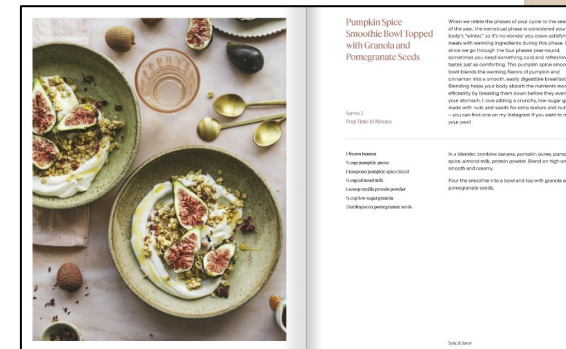 Pumpkin Spice
Smoothie Bowl Topped
with Granola and
Pomegranate Seeds
Serves 2
Prep Time: 10 Minutes
When we relate the phases of your cycle to the
of the year, the menstrual phase is considered your
body's "winter," so it's no wonder you crave
meals with warming ingredients during this phase.
since we go through the four phases year-round,
sometimes you need something cold and
tastes just as comforting. This pumpkin spice
bowl blends the warming flavors of pumpkin and
cinnamon into a smooth, easily digestible
Blending helps your body absorb the nutrients
efficiently by breaking them down before they
your stomach. I love adding a crunchy, low-sugar
made with nuts and seeds for extra texture and
– you can find one on my Instagram if you want to
your own!
1 frozen banana
½ cup pumpkin puree
1 teaspoon pumpkin spice blend
¾ cup almond milk
1 scoop vanilla protein powder
¼ cup low sugar granola
2 tablespoons pomegranate seeds
In a blender, combine banana, pumpkin puree,
spice, almond milk, protein powder. Blend on high
smooth and creamy.
Pour the smoothie into a bowl and top with granola
pomegranate seeds.
Sync & Savor